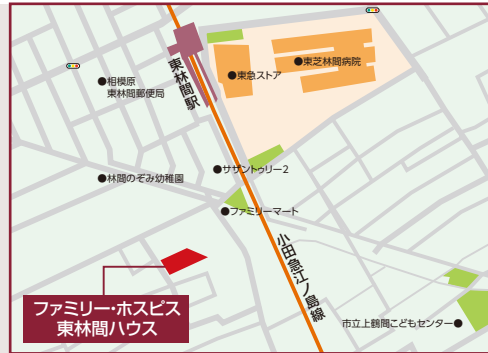 東林間駅
●東急ストア
●東芝林間病院
●相模原
東林間郵便局
●サザントゥリー2
●林間のぞみ幼稚園
●ファミリーマート
小田急江ノ島線
ファミリー・ホスピス
東林間ハウス
市立上鶴間こどもセンター●